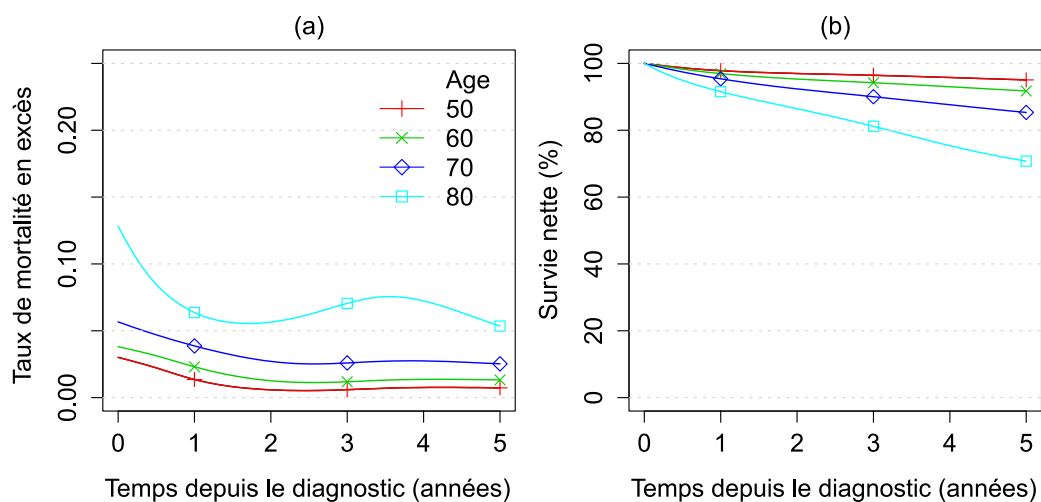 (a)
Taux de mortalité en excès
0.00
0.10
0.20
Age
50
60
70
80
0 1 2 3 4 5
Temps depuis le diagnostic (années)
(b)
Survie nette (%)
0
20
40
60
80
100
0 1 2 3 4 5
Temps depuis le diagnostic (années)